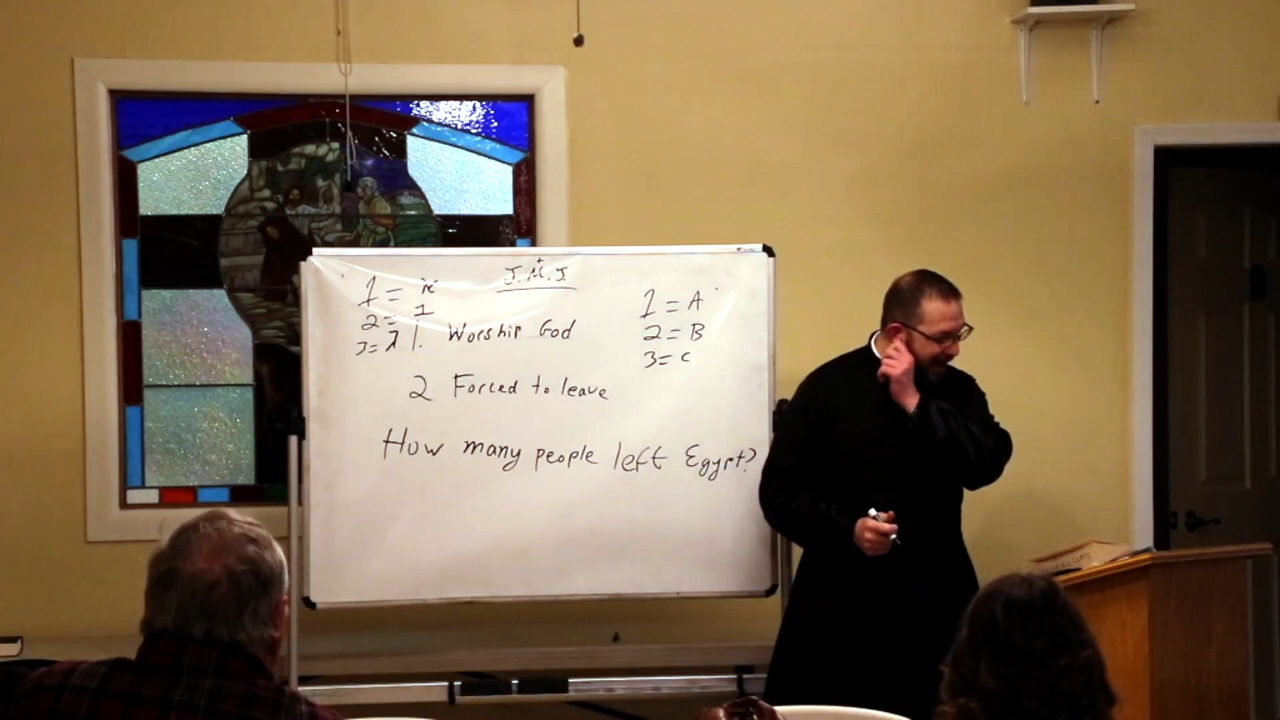 J.M.J.
1 = א
2 = ב
3 = ג
1. Worship God
1 = A
2 = B
3 = C
2 Forced to leave
How many people left Egypt?